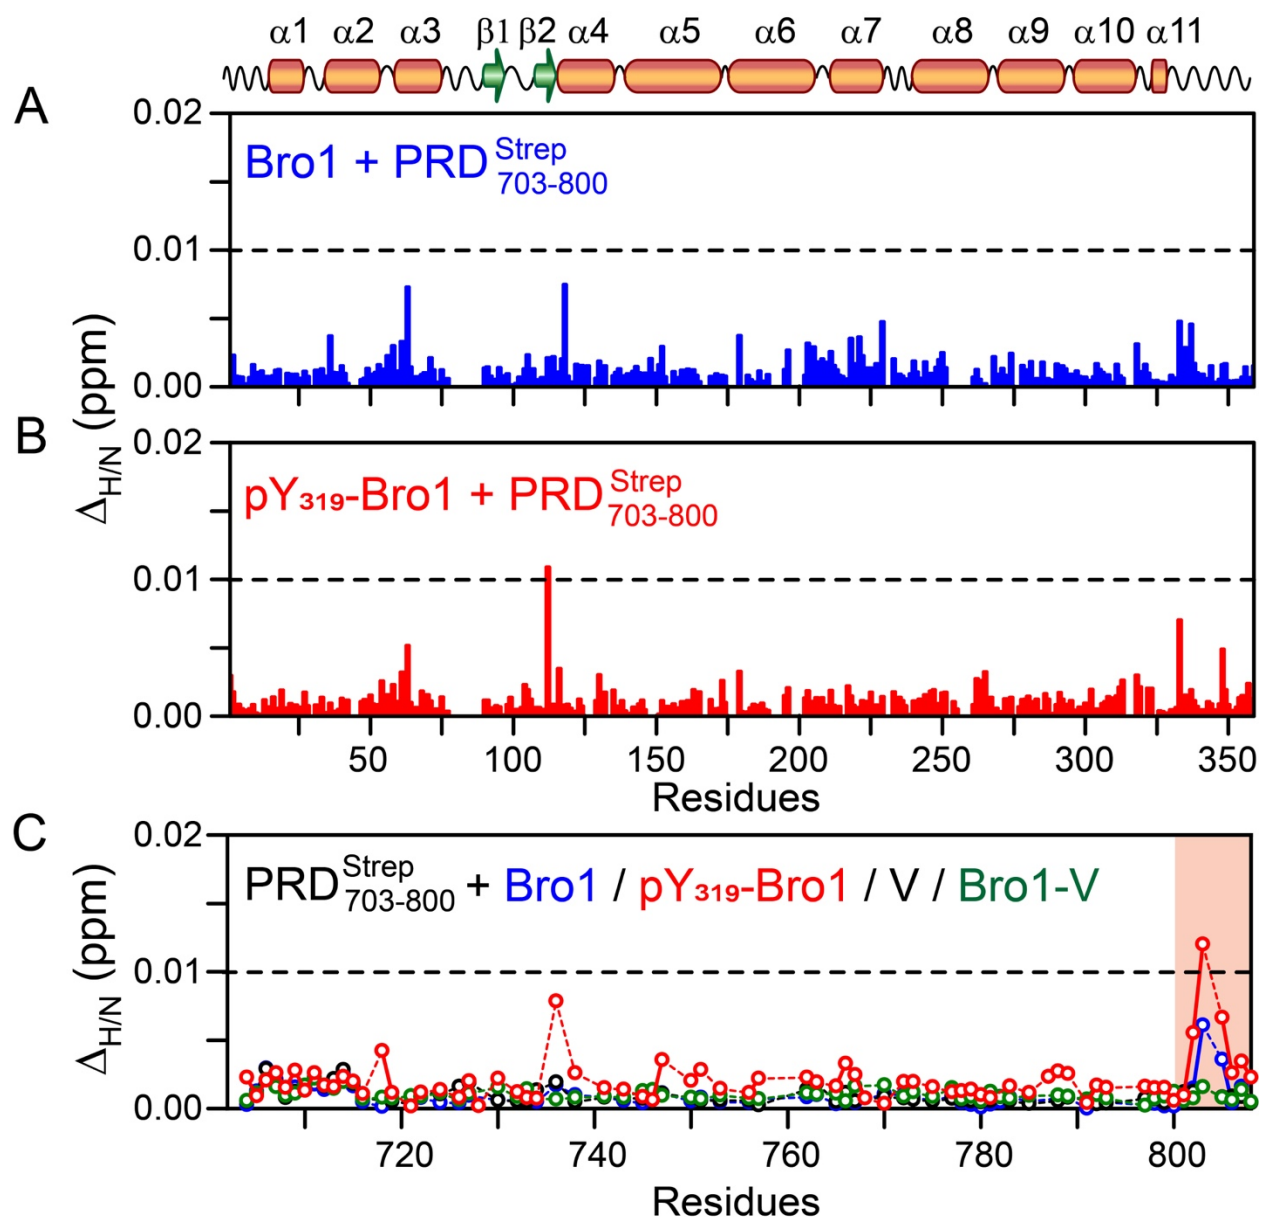 α1 α2 α3 β1 β2 α4 α5 α6 α7 α8 α9 α10 α11
A
0.02
Bro1 + PRD Strep 703-800
0.01
0.00
Δ H/N (ppm)
B
0.02
pY₃₁₉-Bro1 + PRD Strep 703-800
0.01
0.00
50 100 150 200 250 300 350
Residues
C
0.02
PRD Strep 703-800 + Bro1 / pY₃₁₉-Bro1 / V / Bro1-V
0.01
Δ H/N (ppm)
0.00
720 740 760 780 800
Residues